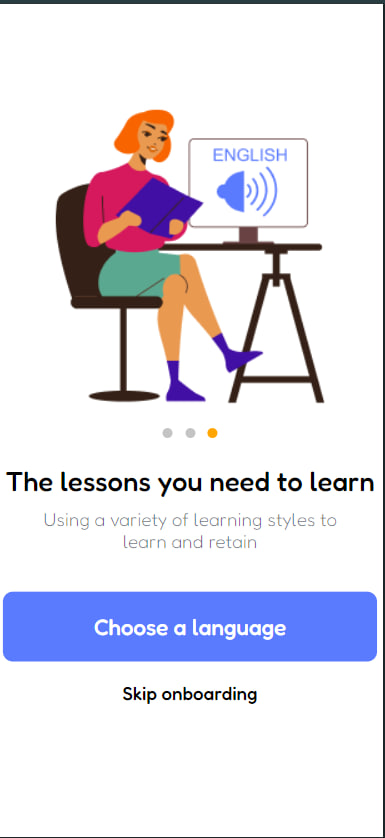 ENGLISH
The lessons you need to learn
Using a variety of learning styles to
learn and retain
Choose a language
Skip onboarding